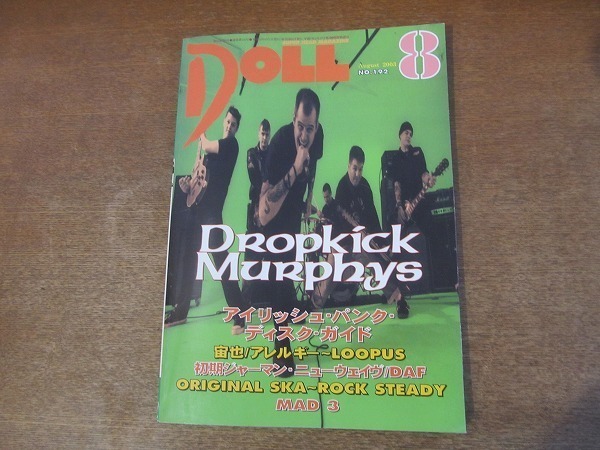 DOLL
August 2003
NO.192
8
DROPKICK
MURPHYS
アイリッシュ・パンク・
ディスク・ガイド
宙也/アレルギー~LOOPUS
初期ジャーマン・ニューウェイヴ/DAF
ORIGINAL SKA~ROCK STEADY
MAD 3